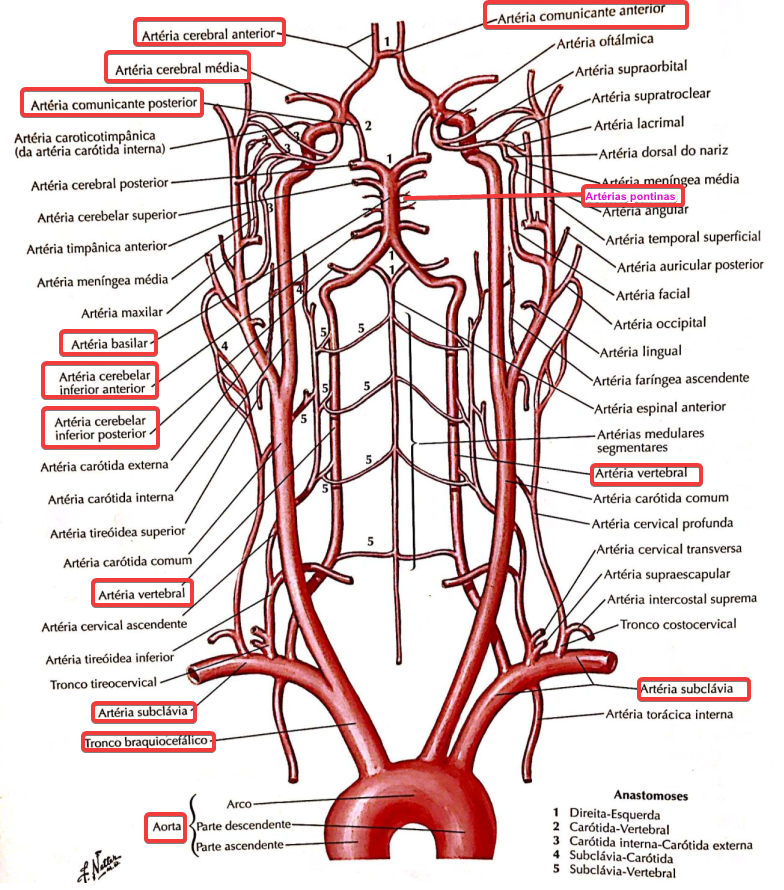 Artéria cerebral anterior
Artéria cerebral média
Artéria comunicante posterior
Artéria caroticotimpânica
(da artéria carótida interna)
Artéria cerebral posterior
Artéria cerebelar superior
Artéria timpânica anterior
Artéria meníngea média
Artéria maxilar
Artéria basilar
Artéria cerebelar
inferior anterior
Artéria cerebelar
inferior posterior
Artéria carótida externa
Artéria carótida interna
Artéria tireóidea superior
Artéria carótida comum
Artéria vertebral
Artéria cervical ascendente
Artéria tireóidea inferior
Tronco tireocervical
Artéria subclávia
Tronco braquiocefálico
Aorta
Arco
Parte descendente
Parte ascendente
1
2
3
3
3
1
1
1
4
4
5
5
5
5
5
5
5
5
Artéria comunicante anterior
Artéria oftálmica
Artéria supraorbital
Artéria supratroclear
Artéria lacrimal
Artéria dorsal do nariz
Artéria meníngea média
Artérias pontinas
Artéria angular
Artéria temporal superficial
Artéria auricular posterior
Artéria facial
Artéria occipital
Artéria lingual
Artéria faríngea ascendente
Artéria espinal anterior
Artérias medulares
segmentares
Artéria vertebral
Artéria carótida comum
Artéria cervical profunda
Artéria cervical transversa
Artéria supraescapular
Artéria intercostal suprema
Tronco costocervical
Artéria subclávia
Artéria torácica interna
Anastomoses
1 Direita-Esquerda
2 Carótida-Vertebral
3 Carótida interna-Carótida externa
4 Subclávia-Carótida
5 Subclávia-Vertebral
F. Netter